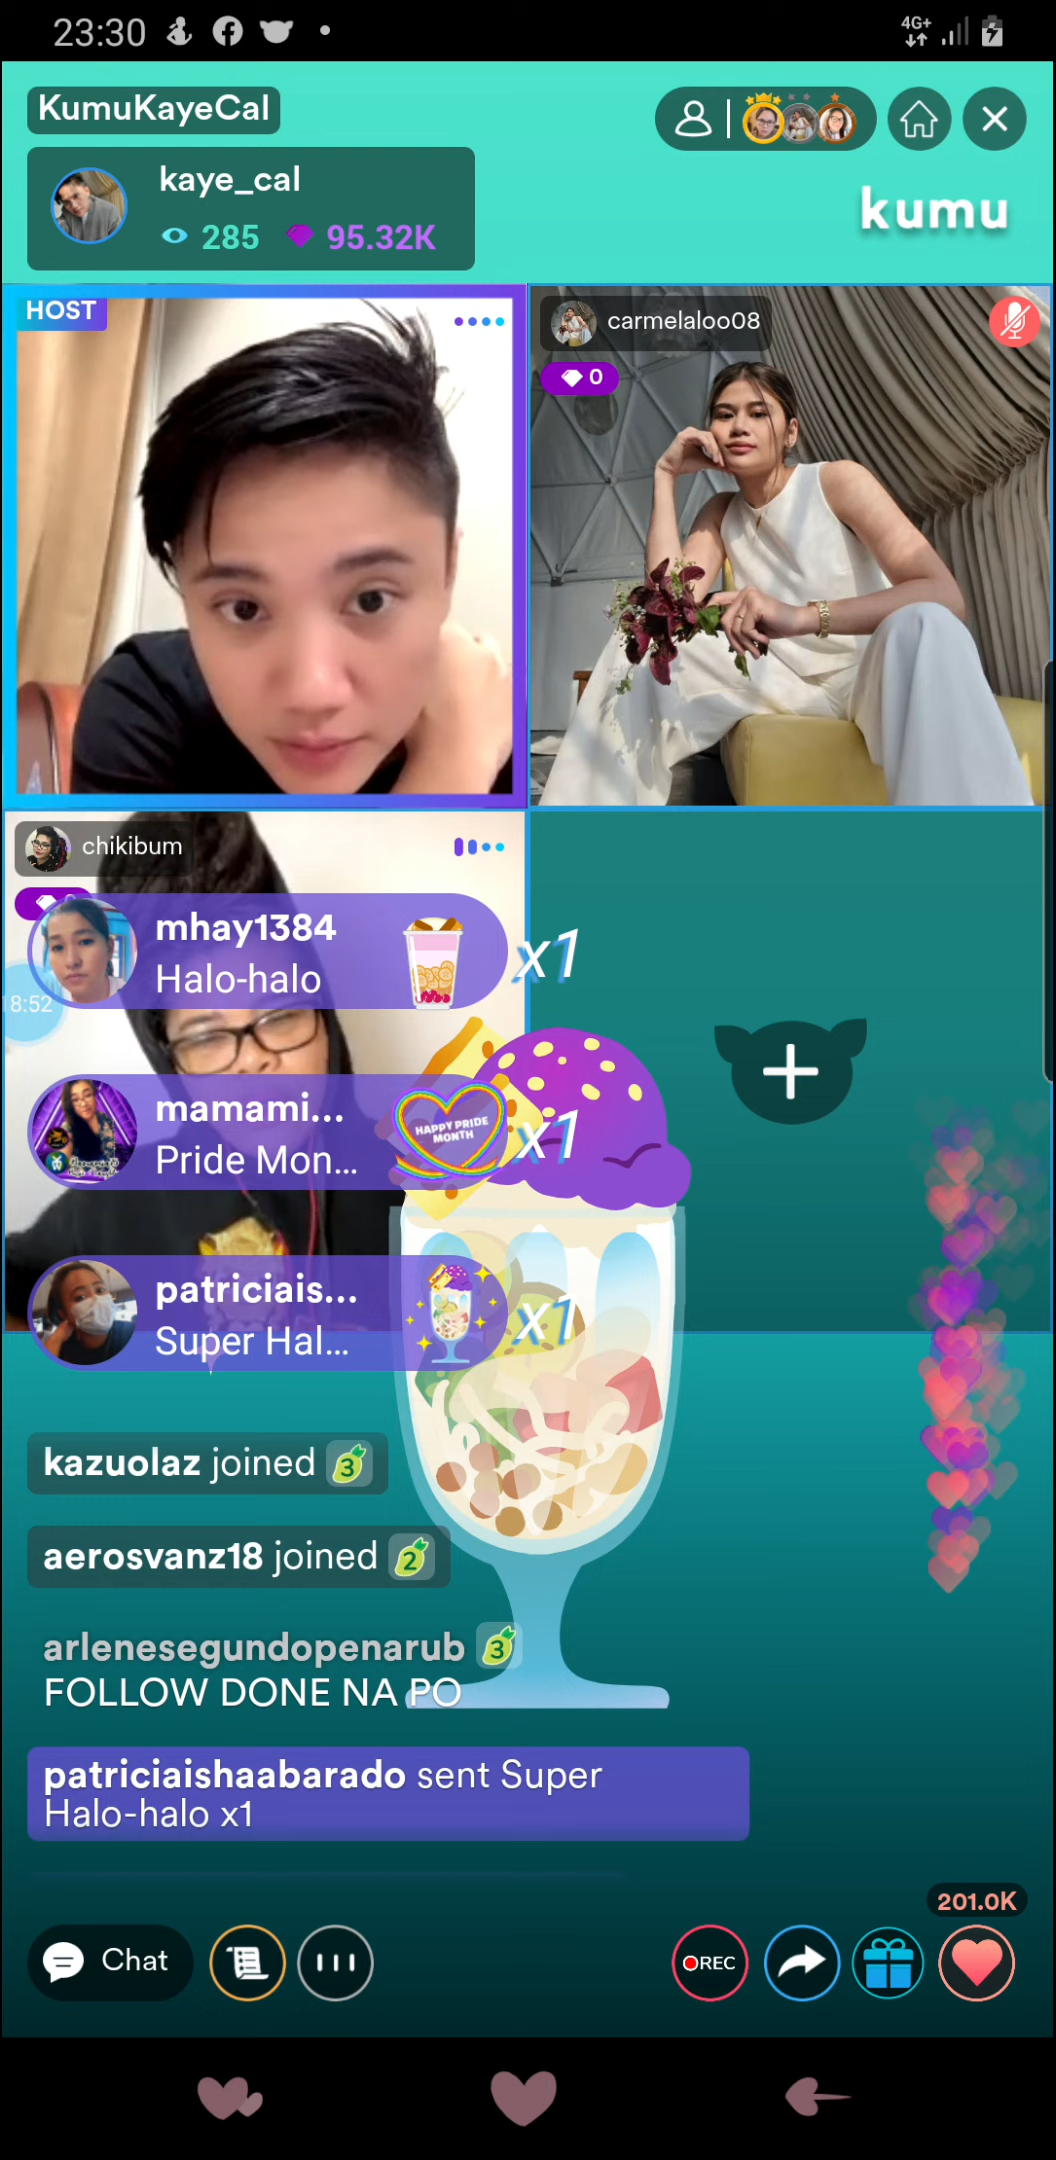 23:30
4G+
KumuKayeCal
kaye_cal
285
95.32K
kumu
HOST
carmelaloo08
0
chikibum
mhay1384
Halo-halo
x1
8:52
mamami...
Pride Mon...
HAPPY PRIDE
MONTH
x1
patriciais...
Super Hal...
x1
kazuolaz joined 3
aerosvanz18 joined 2
arlenesegundopenarub 3
FOLLOW DONE NA PO
patriciaishaabarado sent Super
Halo-halo x1
201.0K
Chat
REC